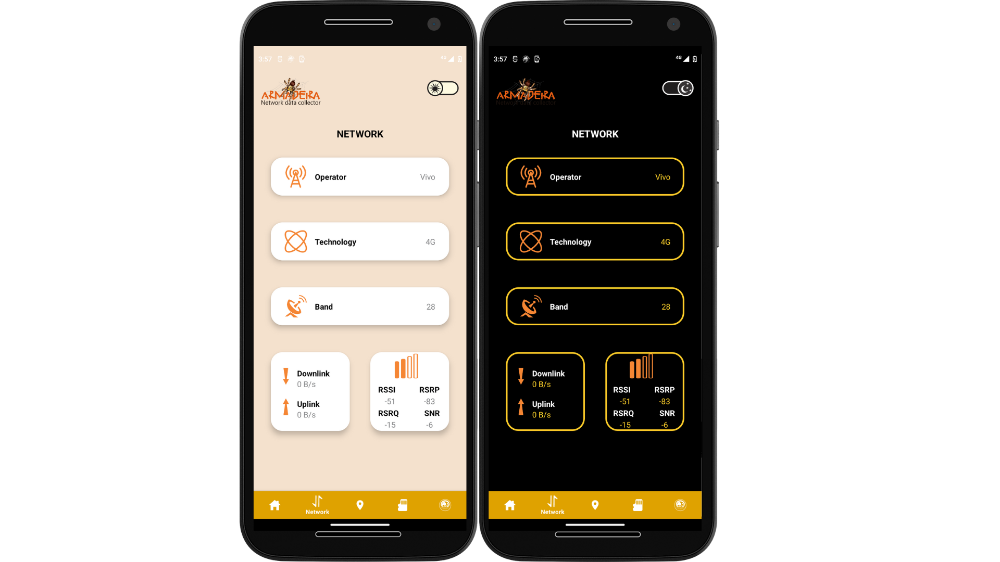 3:57
4G
ARMADEIRA
Network data collector
NETWORK
Operator Vivo
Technology 4G
Band 28
Downlink
0 B/s
Uplink
0 B/s
RSSI RSRP
-51 -83
RSRQ SNR
-15 -6
Network
3:57
4G
ARMADEIRA
Network data collector
NETWORK
Operator Vivo
Technology 4G
Band 28
Downlink
0 B/s
Uplink
0 B/s
RSSI RSRP
-51 -83
RSRQ SNR
-15 -6
Network